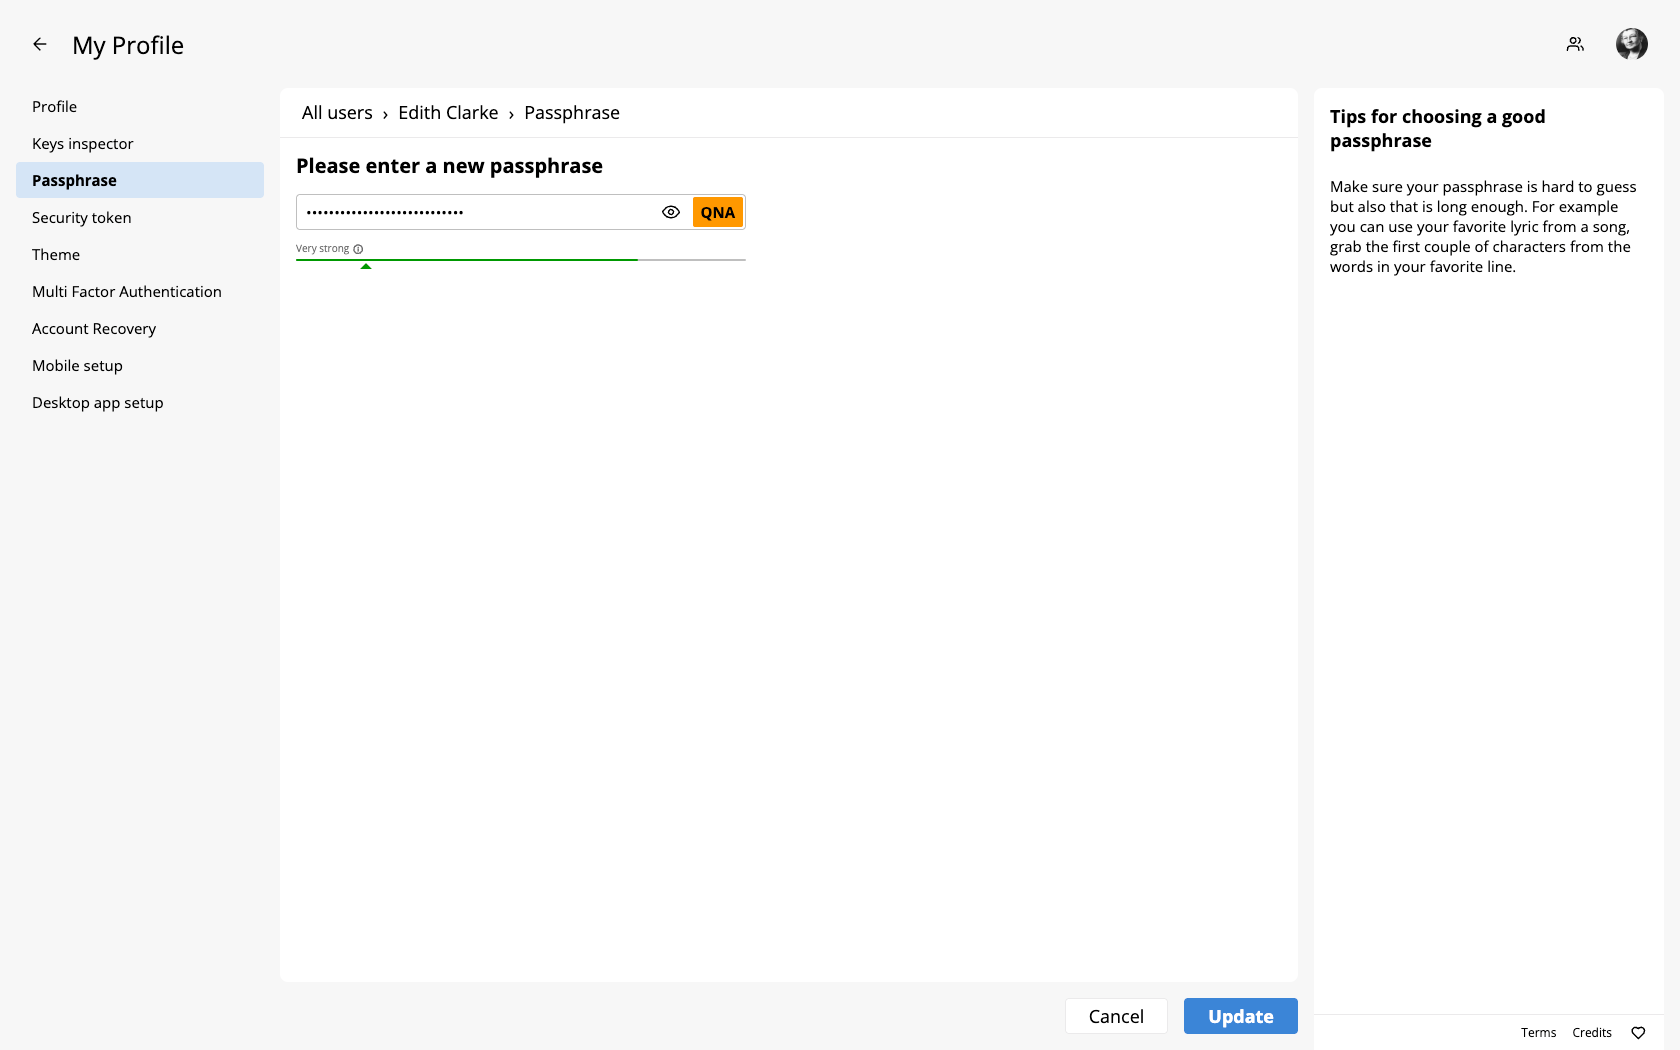 My Profile
Profile
Keys inspector
Passphrase
Security token
Theme
Multi Factor Authentication
Account Recovery
Mobile setup
Desktop app setup
All users › Edith Clarke › Passphrase
Please enter a new passphrase
••••••••••••••••••••••••••••
QNA
Very strong
Cancel
Update
Tips for choosing a good
passphrase
Make sure your passphrase is hard to guess
but also that is long enough. For example
you can use your favorite lyric from a song,
grab the first couple of characters from the
words in your favorite line.
Terms
Credits